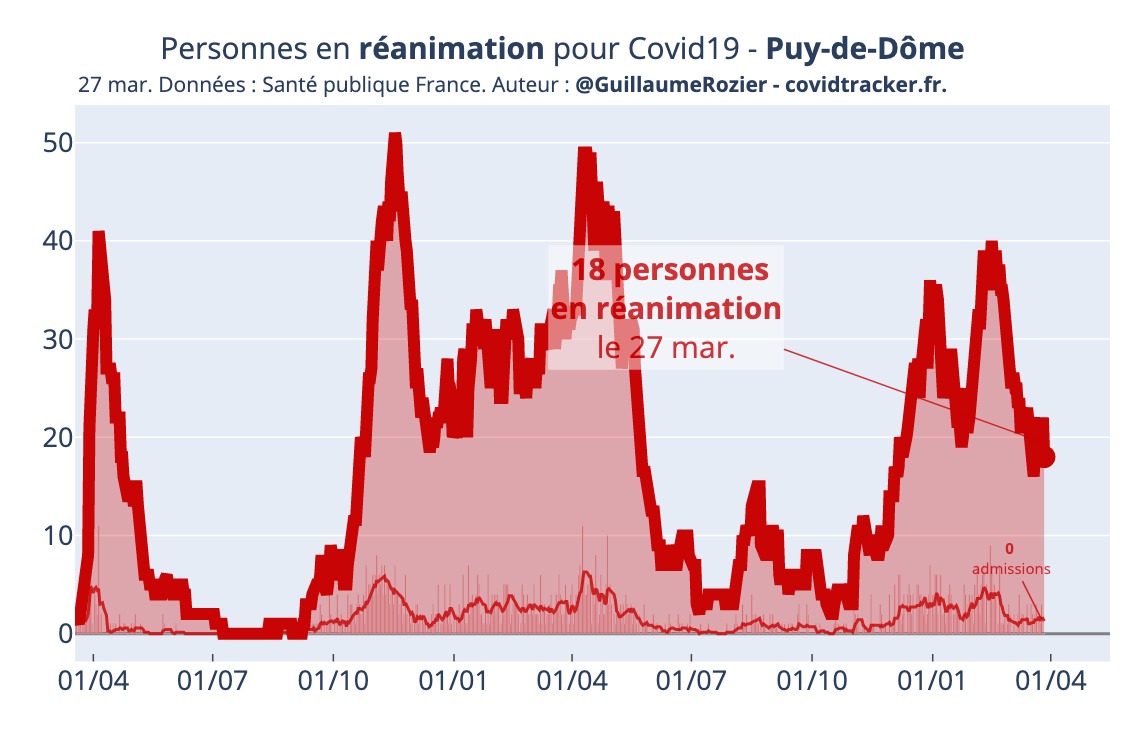 Personnes en réanimation pour Covid19 - Puy-de-Dôme
27 mar. Données : Santé publique France. Auteur : @GuillaumeRozier - covidtracker.fr.
50
40
30
20
10
0
18 personnes
en réanimation
le 27 mar.
0
admissions
01/04
01/07
01/10
01/01
01/04
01/07
01/10
01/01
01/04